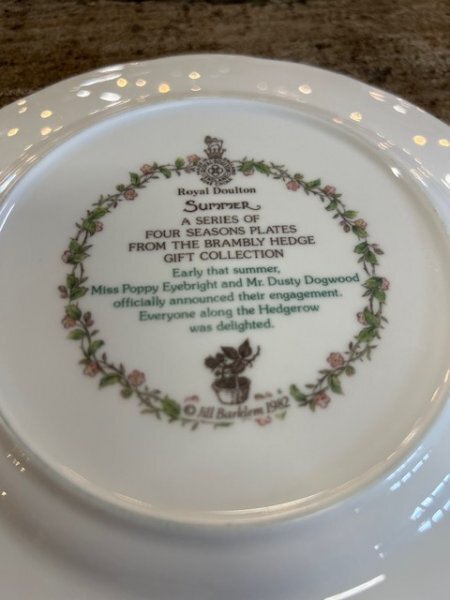 Royal Doulton
Summer
A SERIES OF
FOUR SEASONS PLATES
FROM THE BRAMBLY HEDGE
GIFT COLLECTION
Early that summer,
Miss Poppy Eyebright and Mr. Dusty Dogwood
officially announced their engagement.
Everyone along the Hedgerow
was delighted.
© Jill Barklem 1982